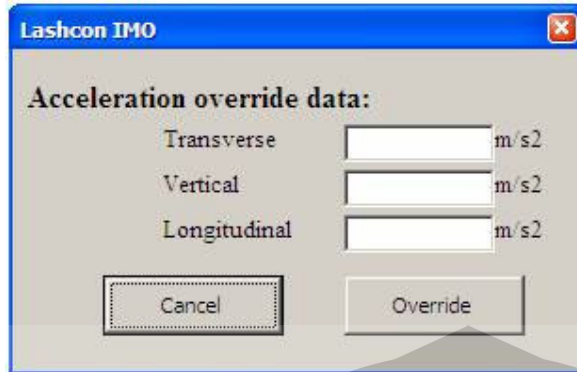 Lashcon IMO
Acceleration override data:
Transverse m/s2
Vertical m/s2
Longitudinal m/s2
Cancel Override